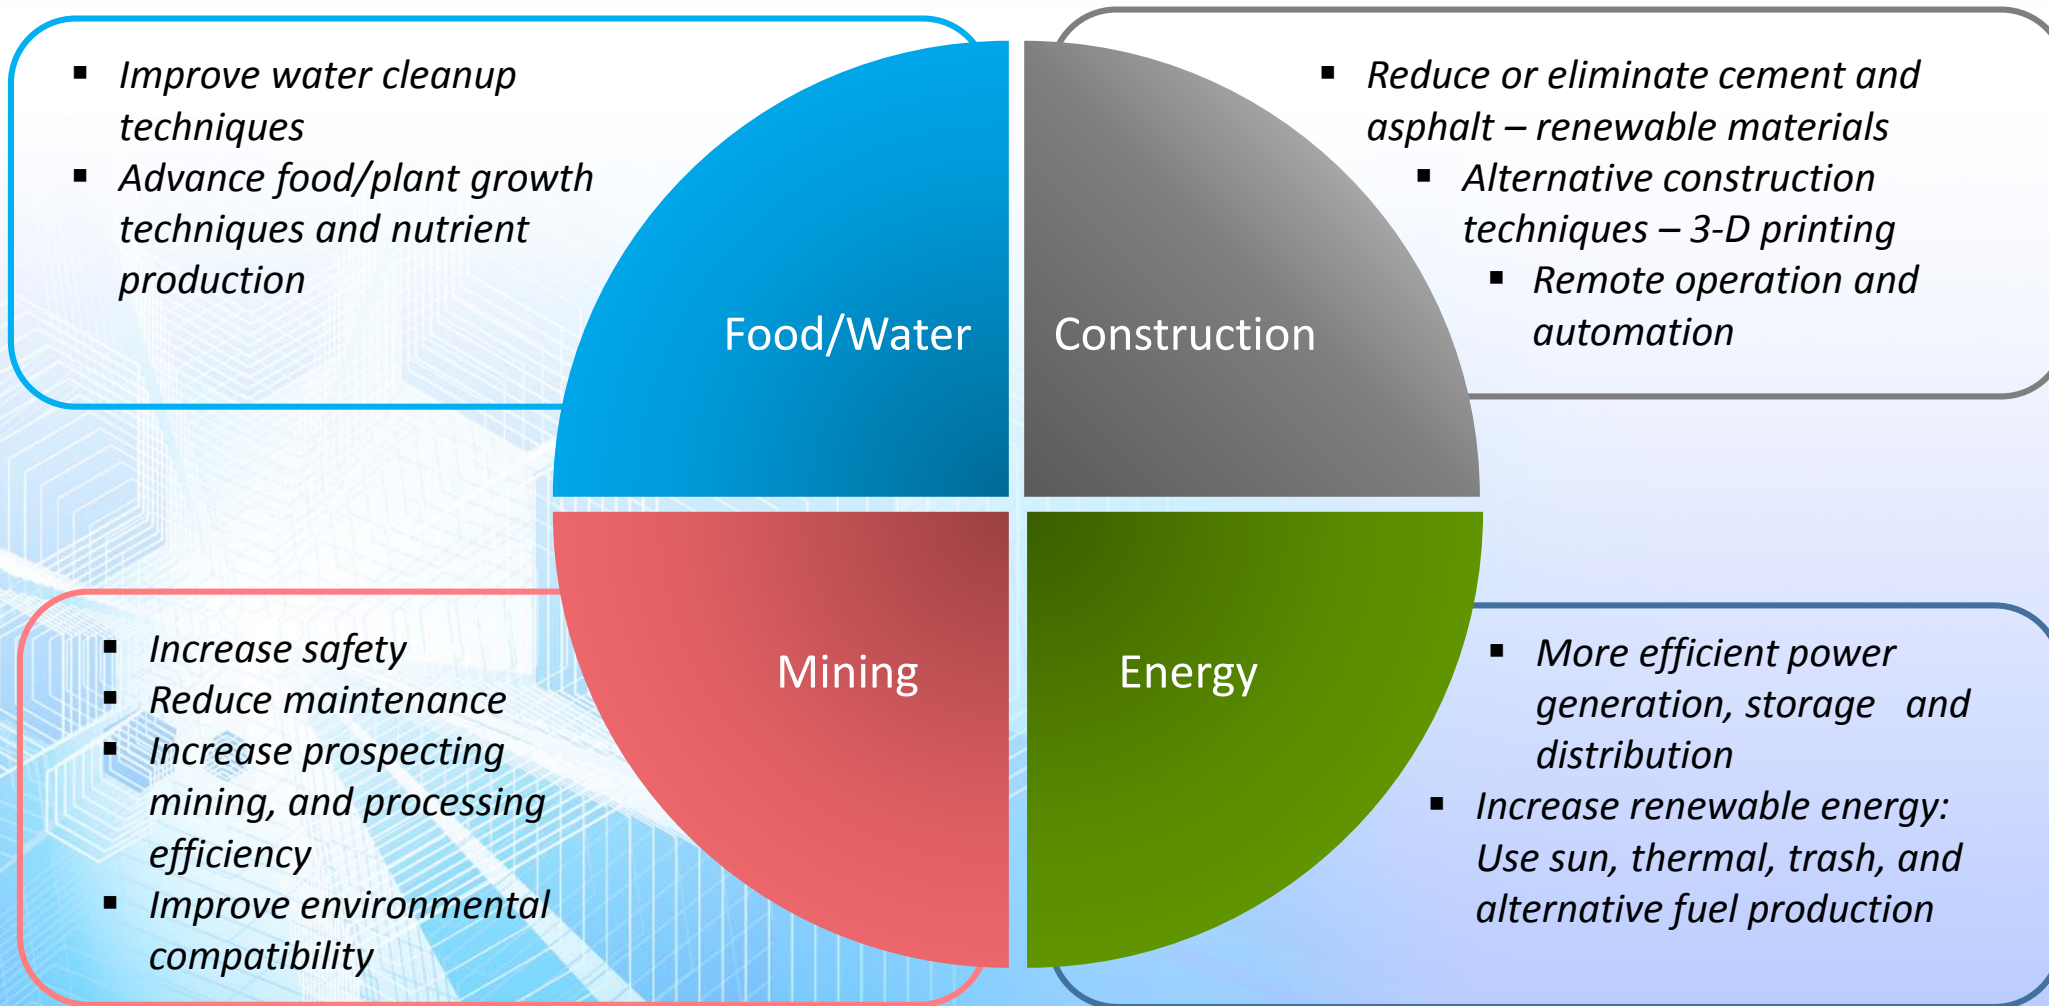 ▪ Improve water cleanup
techniques
▪ Advance food/plant growth
techniques and nutrient
production
Food/Water
▪ Reduce or eliminate cement and
asphalt – renewable materials
▪ Alternative construction
techniques – 3-D printing
▪ Remote operation and
automation
Construction
▪ Increase safety
▪ Reduce maintenance
▪ Increase prospecting
mining, and processing
efficiency
▪ Improve environmental
compatibility
Mining
Energy
▪ More efficient power
generation, storage and
distribution
▪ Increase renewable energy:
Use sun, thermal, trash, and
alternative fuel production